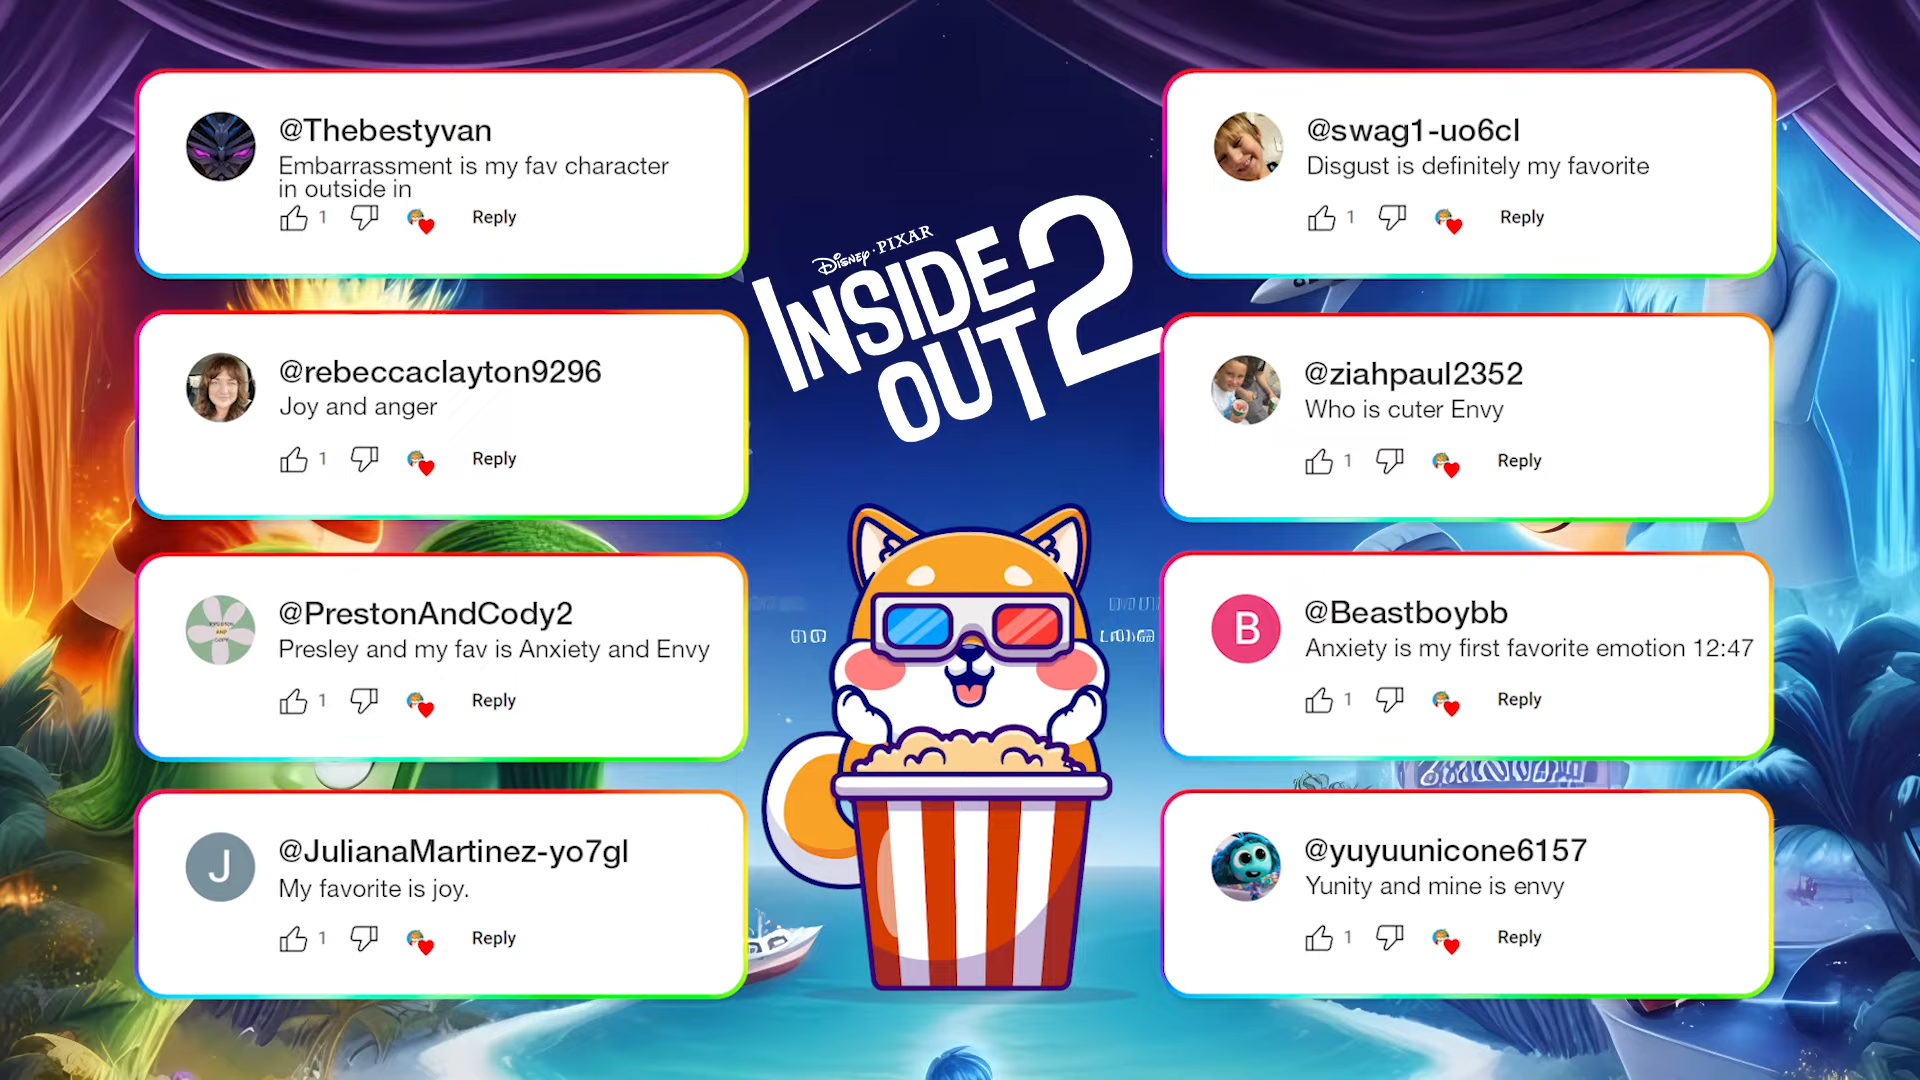 @Thebestyvan
Embarrassment is my fav character
in outside in
1 Reply
@rebeccaclayton9296
Joy and anger
1 Reply
@PrestonAndCody2
Presley and my fav is Anxiety and Envy
1 Reply
J
@JulianaMartinez-yo7gl
My favorite is joy.
1 Reply
DISNEY · PIXAR
INSIDE
OUT 2
@swag1-uo6cl
Disgust is definitely my favorite
1 Reply
@ziahpaul2352
Who is cuter Envy
1 Reply
B
@Beastboybb
Anxiety is my first favorite emotion 12:47
1 Reply
@yuyuunicone6157
Yunity and mine is envy
1 Reply